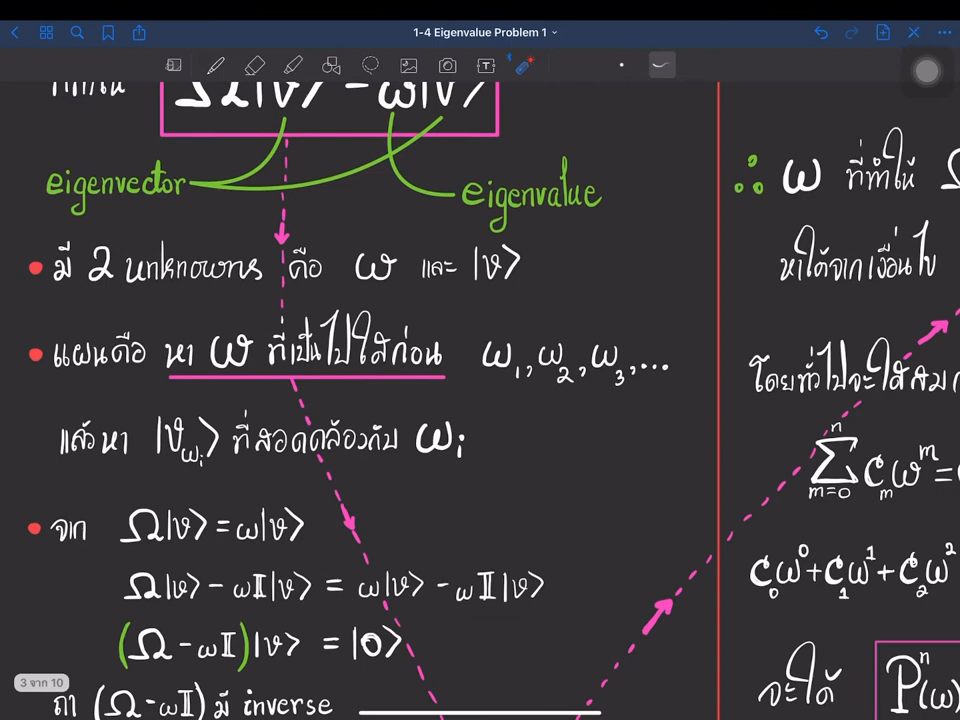 1-4 Eigenvalue Problem 1
Ω|v⟩ = ω|v⟩
eigenvector
eigenvalue
• มี 2 unknowns คือ ω และ |v⟩
• แผนคือ หา ω ที่เป็นไปได้ก่อน ω₁, ω₂, ω₃, ...
แล้วหา |v_ωᵢ⟩ ที่สอดคล้องกับ ωᵢ
• จาก Ω|v⟩ = ω|v⟩
Ω|v⟩ - ωI|v⟩ = ω|v⟩ - ωI|v⟩
(Ω - ωI)|v⟩ = |0⟩
ถ้า (Ω-ωI) มี inverse
3 จาก 10
∴ ω ที่ทำให้
หาได้จากเงื่อนไข
โดยทั่วไปจะได้สม
n
Σ C_m ω^m =
m=0
C₀ω⁰ + C₁ω¹ + C₂ω²
จะได้ Pⁿ(ω)